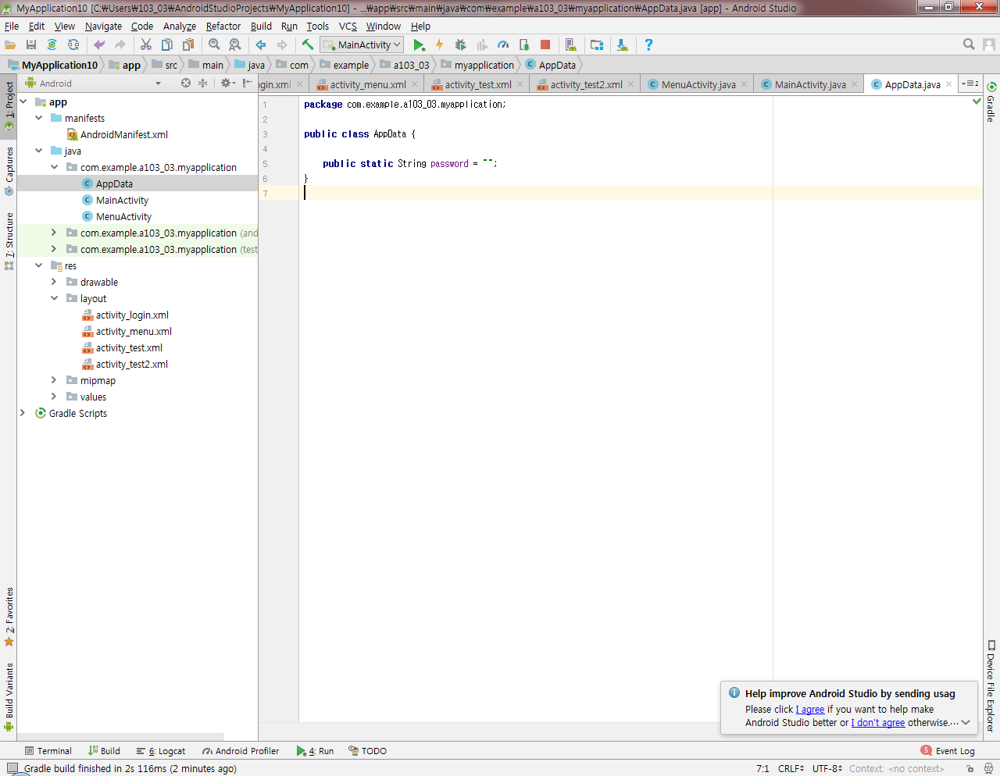 MyApplication10 [C:\Users\103_03\AndroidStudioProjects\MyApplication10] - ...\app\src\main\java\com\example\a103_03\myapplication\AppData.java [app] - Android Studio
File Edit View Navigate Code Analyze Refactor Build Run Tools VCS Window Help
MainActivity
MyApplication10 app src main java com example a103_03 myapplication AppData
Android
gin.xml activity_menu.xml activity_test.xml activity_test2.xml MenuActivity.java MainActivity.java AppData.java 2
1: Project
Captures
7: Structure
2: Favorites
Build Variants
app
manifests
AndroidManifest.xml
java
com.example.a103_03.myapplication
AppData
MainActivity
MenuActivity
com.example.a103_03.myapplication (and
com.example.a103_03.myapplication (test
res
drawable
layout
activity_login.xml
activity_menu.xml
activity_test.xml
activity_test2.xml
mipmap
values
Gradle Scripts
1 package com.example.a103_03.myapplication;
2
3 public class AppData {
4
5 public static String password = "";
6 }
7
Gradle
Device File Explorer
Help improve Android Studio by sending usag
Please click I agree if you want to help make
Android Studio better or I don't agree otherwise....
Terminal Build 6: Logcat Android Profiler 4: Run TODO 5 Event Log
Gradle build finished in 2s 116ms (2 minutes ago) 7:1 CRLF UTF-8 Context: <no context>